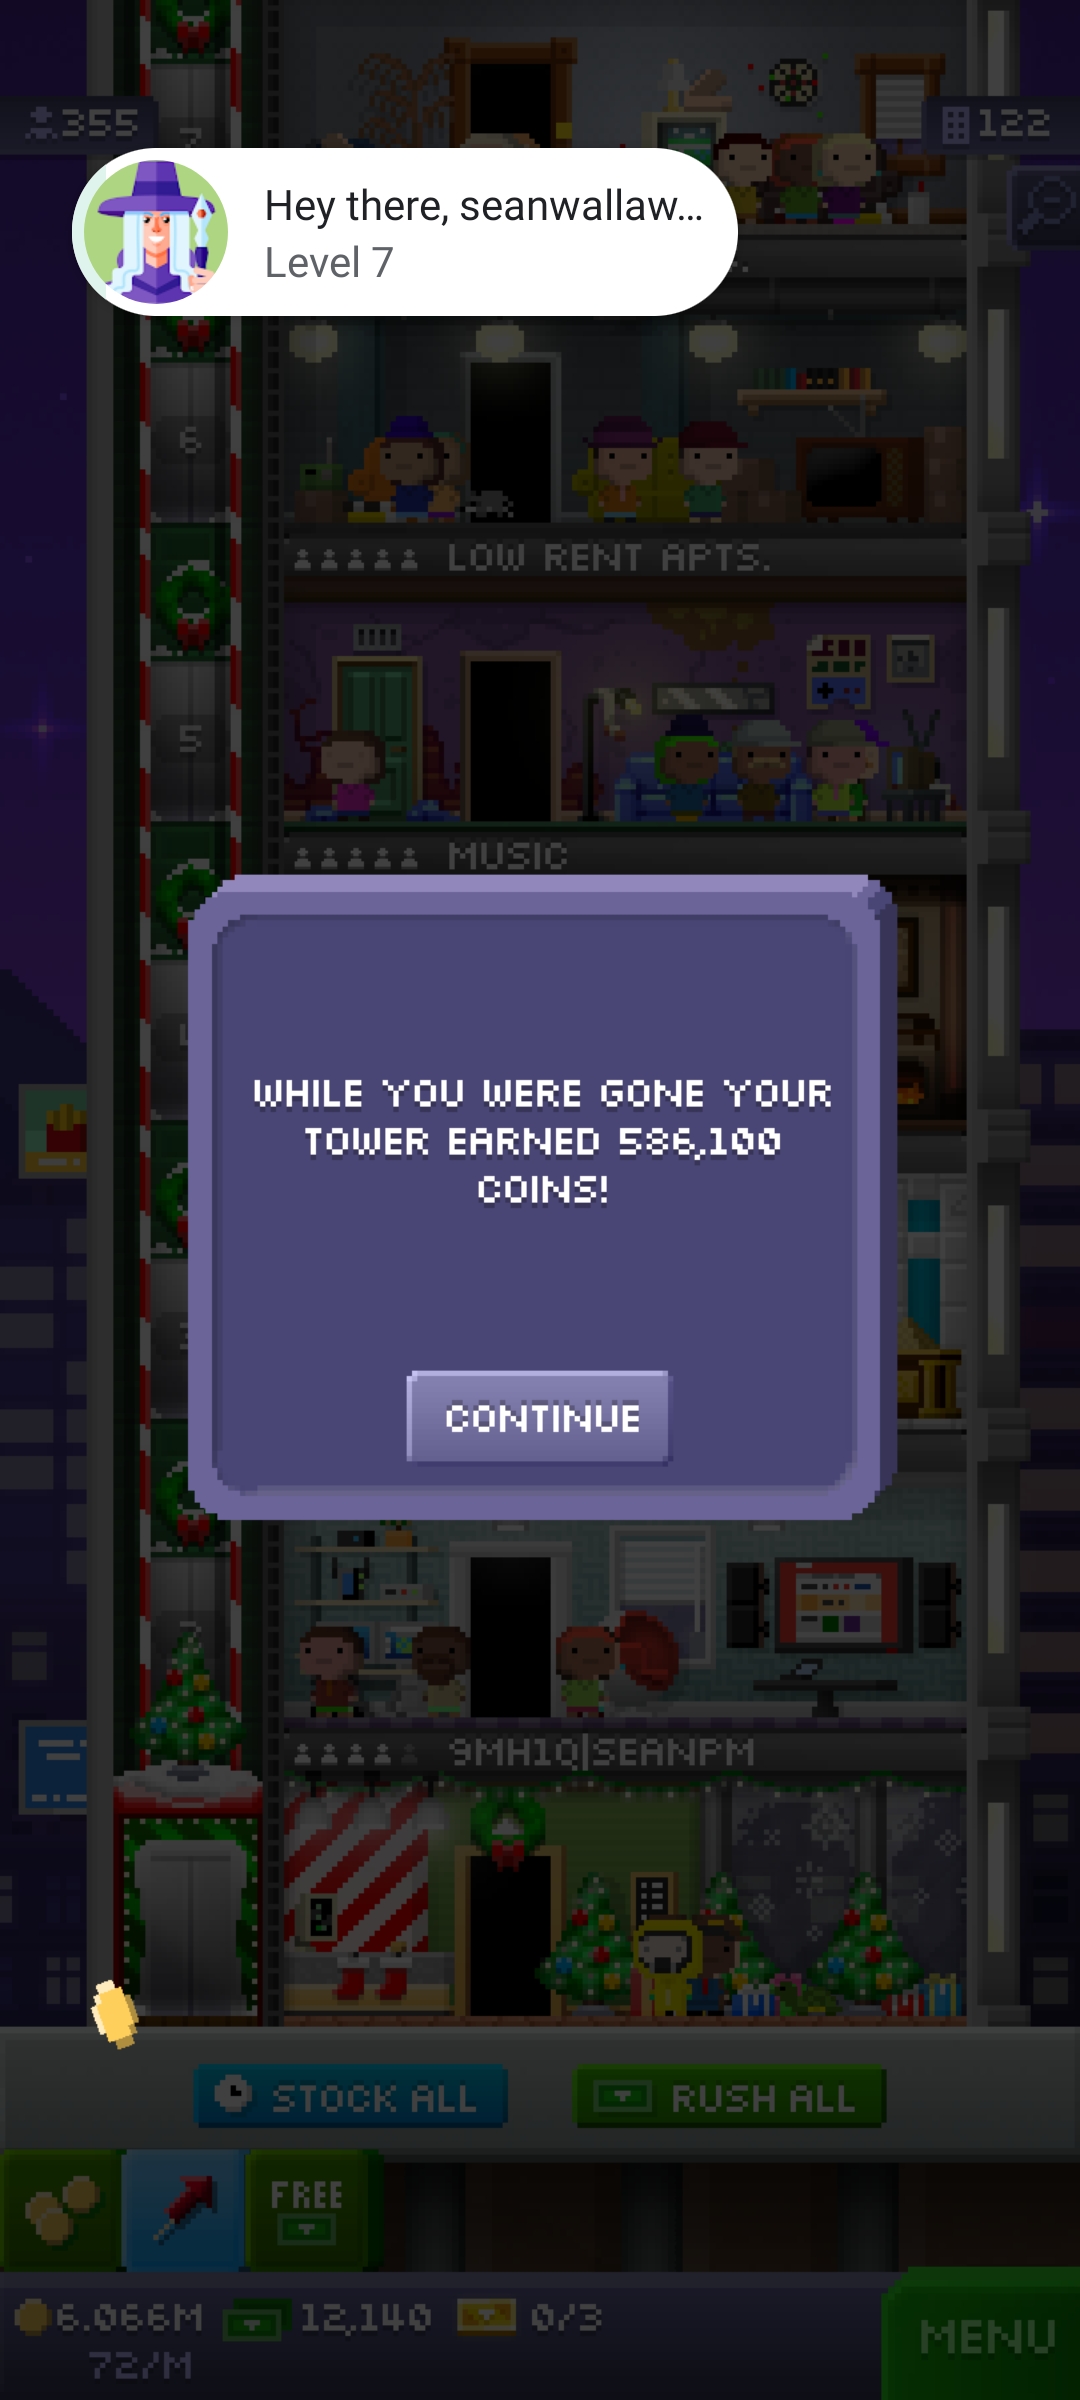 355
122
Hey there, seanwallaw...
Level 7
6
LOW RENT APTS.
5
MUSIC
WHILE YOU WERE GONE YOUR
TOWER EARNED 586,100
COINS!
CONTINUE
9MH1Q|SEANPM
STOCK ALL
RUSH ALL
FREE
6.066M
12,140
0/3
MENU
72/M